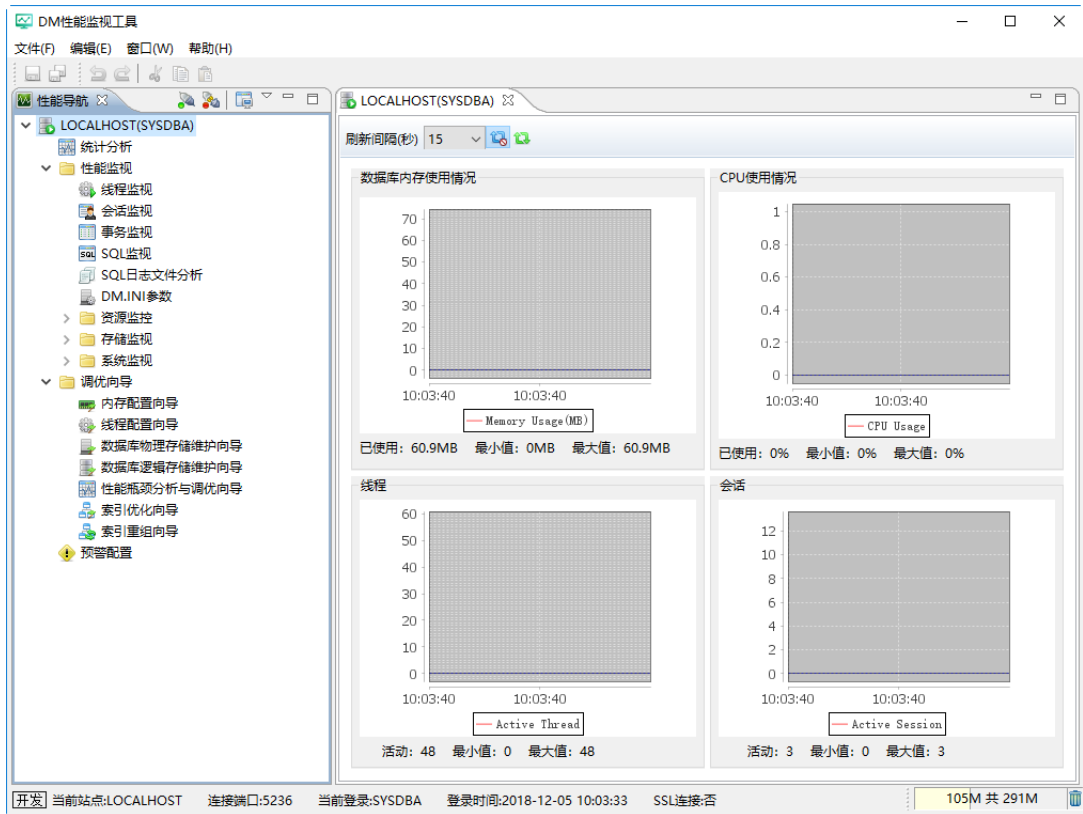 DM性能监视工具
文件(F) 编辑(E) 窗口(W) 帮助(H)
性能导航
LOCALHOST(SYSDBA)
统计分析
性能监视
线程监视
会话监视
事务监视
SQL SQL监视
SQL日志文件分析
DM.INI参数
资源监控
存储监视
系统监视
调优向导
内存配置向导
线程配置向导
数据库物理存储维护向导
数据库逻辑存储维护向导
性能瓶颈分析与调优向导
索引优化向导
索引重组向导
预警配置
LOCALHOST(SYSDBA)
刷新间隔(秒) 15
数据库内存使用情况
70
60
50
40
30
20
10
0
10:03:40 10:03:40
Memory Usage(MB)
已使用: 60.9MB 最小值: 0MB 最大值: 60.9MB
CPU使用情况
1
0.8
0.6
0.4
0.2
0
10:03:40 10:03:40
CPU Usage
已使用: 0% 最小值: 0% 最大值: 0%
线程
60
50
40
30
20
10
0
10:03:40 10:03:40
Active Thread
活动: 48 最小值: 0 最大值: 48
会话
12
10
8
6
4
2
0
10:03:40 10:03:40
Active Session
活动: 3 最小值: 0 最大值: 3
开发 当前站点:LOCALHOST 连接端口:5236 当前登录:SYSDBA 登录时间:2018-12-05 10:03:33 SSL连接:否 105M 共 291M